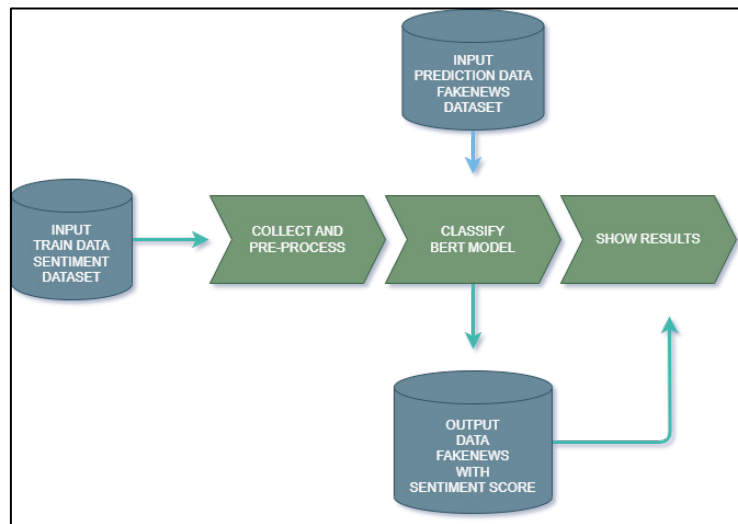 INPUT
PREDICTION DATA
FAKENEWS
DATASET
INPUT
TRAIN DATA
SENTIMENT
DATASET
COLLECT AND
PRE-PROCESS
CLASSIFY
BERT MODEL
SHOW RESULTS
OUTPUT
DATA
FAKENEWS
WITH
SENTIMENT SCORE